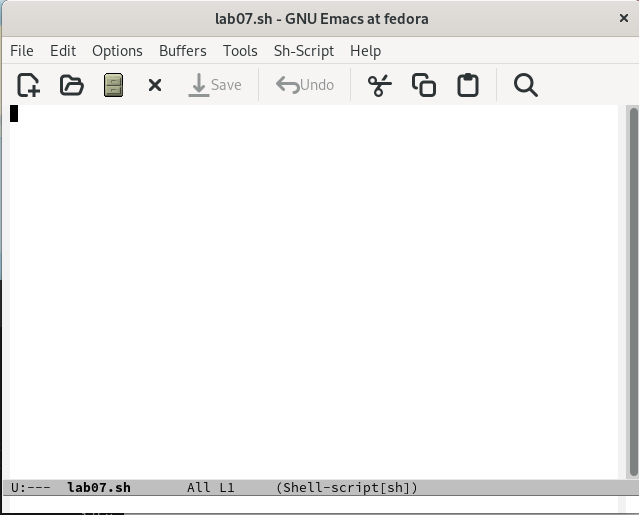 lab07.sh - GNU Emacs at fedora ×
File Edit Options Buffers Tools Sh-Script Help
Save Undo
U:--- lab07.sh All L1 (Shell-script[sh])